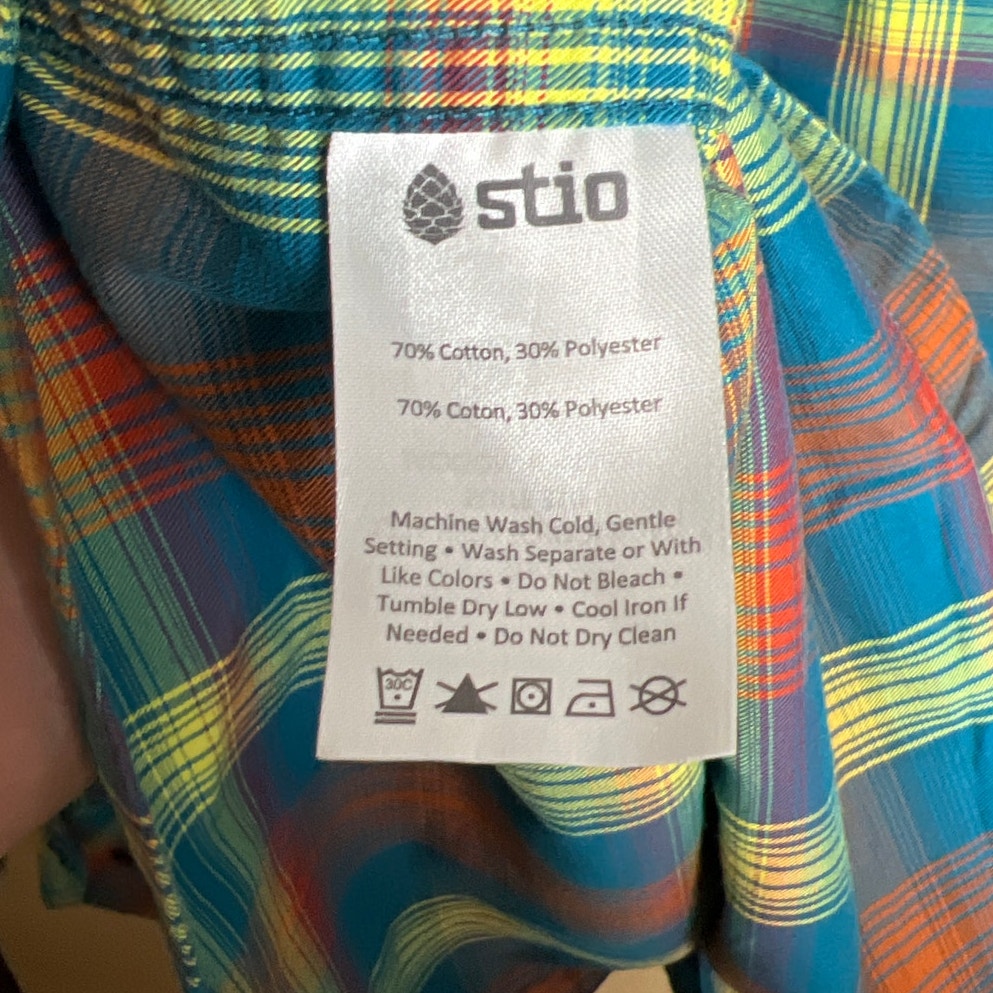 stio
70% Cotton, 30% Polyester
70% Coton, 30% Polyester
Machine Wash Cold, Gentle
Setting • Wash Separate or With
Like Colors • Do Not Bleach •
Tumble Dry Low • Cool Iron If
Needed • Do Not Dry Clean
30C